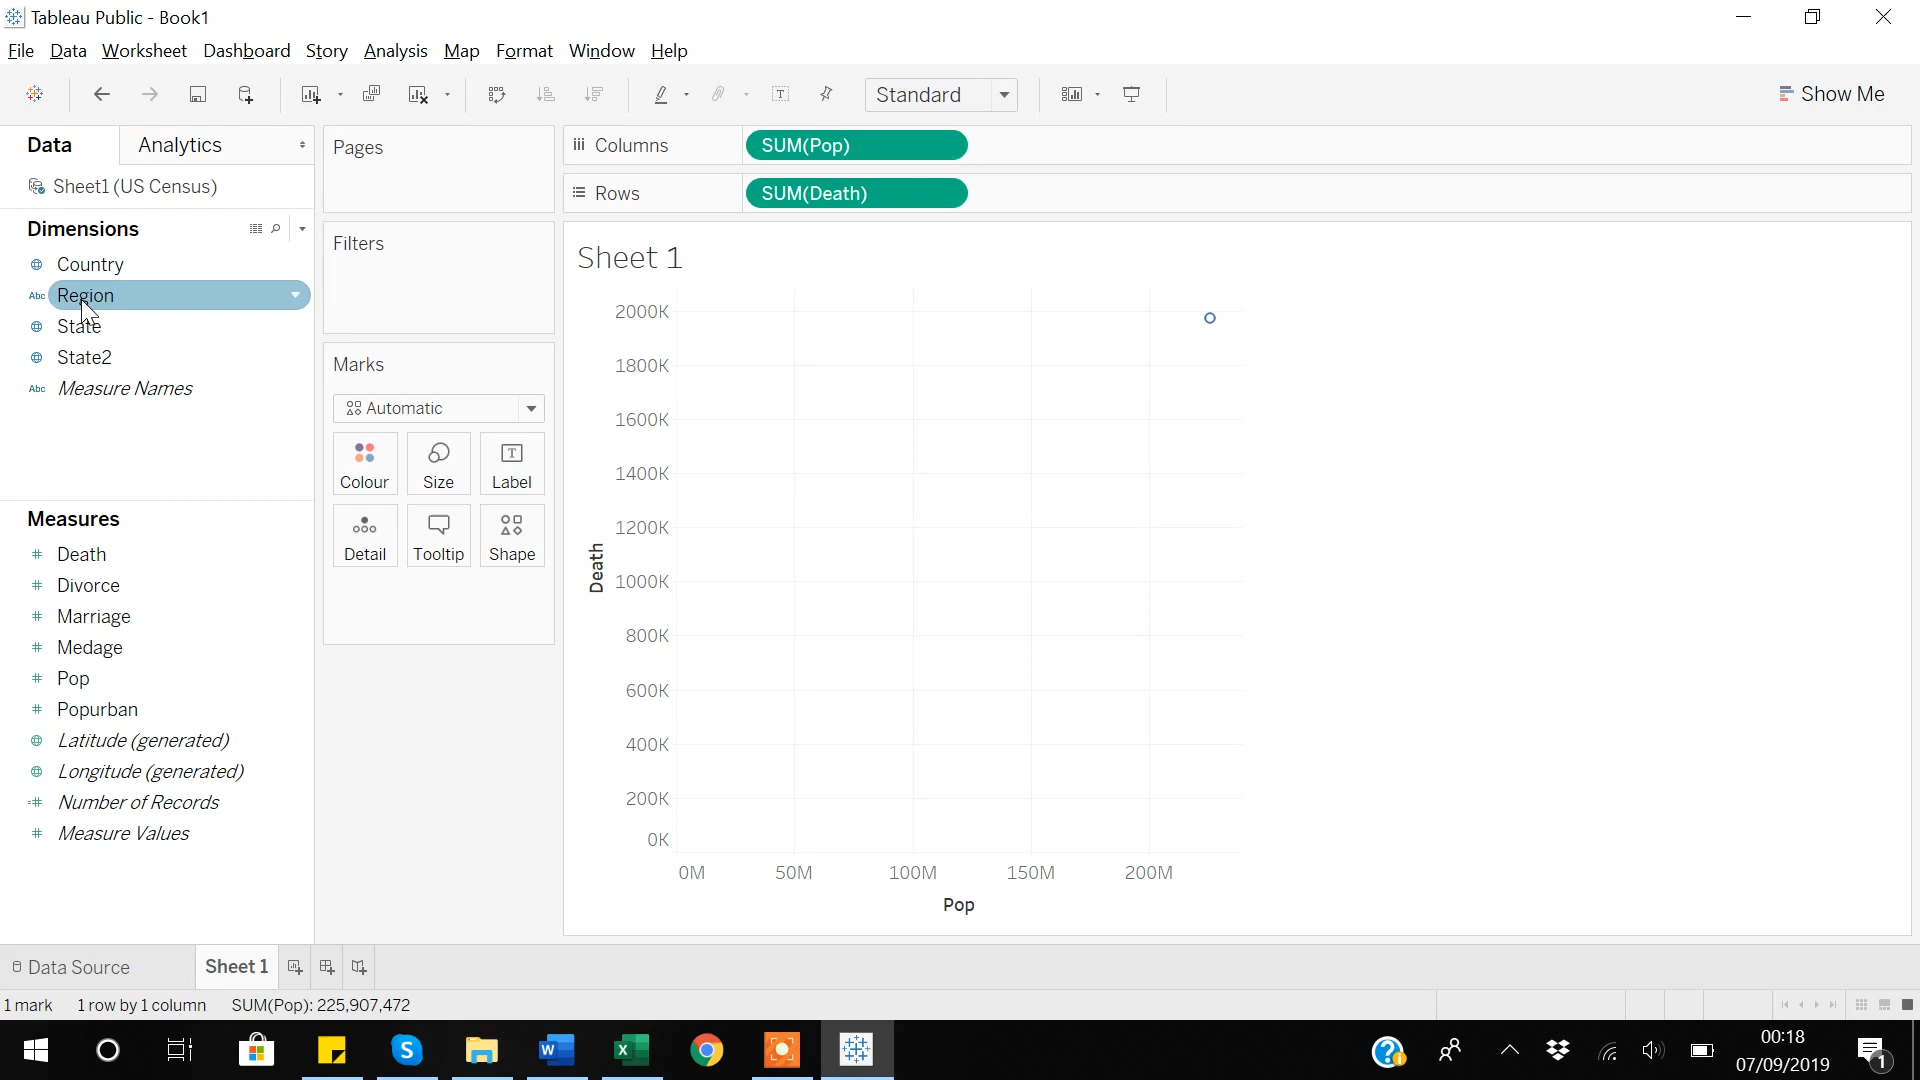 Tableau Public - Book1
File Data Worksheet Dashboard Story Analysis Map Format Window Help
Standard
Show Me
Data Analytics
Sheet1 (US Census)
Dimensions
Country
Abc Region
State
State2
Abc Measure Names
Measures
Death
Divorce
Marriage
Medage
Pop
Popurban
Latitude (generated)
Longitude (generated)
Number of Records
Measure Values
Pages
Filters
Marks
Automatic
Colour Size Label
Detail Tooltip Shape
Columns SUM(Pop)
Rows SUM(Death)
Sheet 1
2000K
1800K
1600K
1400K
1200K
1000K
800K
600K
400K
200K
0K
Death
0M 50M 100M 150M 200M
Pop
Data Source Sheet 1
1 mark 1 row by 1 column SUM(Pop): 225,907,472
00:18
07/09/2019
1